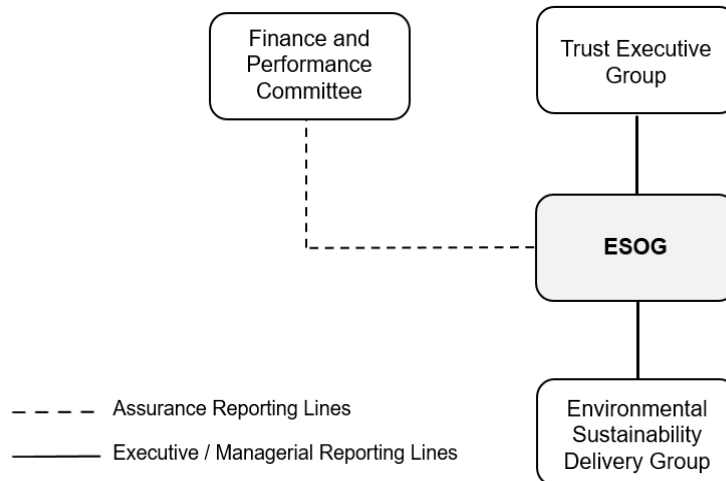 Finance and
Performance
Committee
Trust Executive
Group
ESOG
Environmental
Sustainability
Delivery Group
Assurance Reporting Lines
Executive / Managerial Reporting Lines